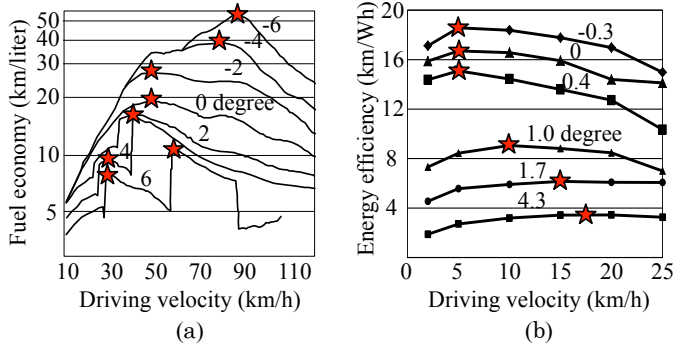 Fuel economy (km/liter)
50
40
30
20
10
5
-6
-4
-2
0 degree
2
4
6
10 30 50 70 90 110
Driving velocity (km/h)
(a)
Energy efficiency (km/Wh)
20
16
12
8
4
-0.3
0
0.4
1.0 degree
1.7
4.3
0 5 10 15 20 25
Driving velocity (km/h)
(b)